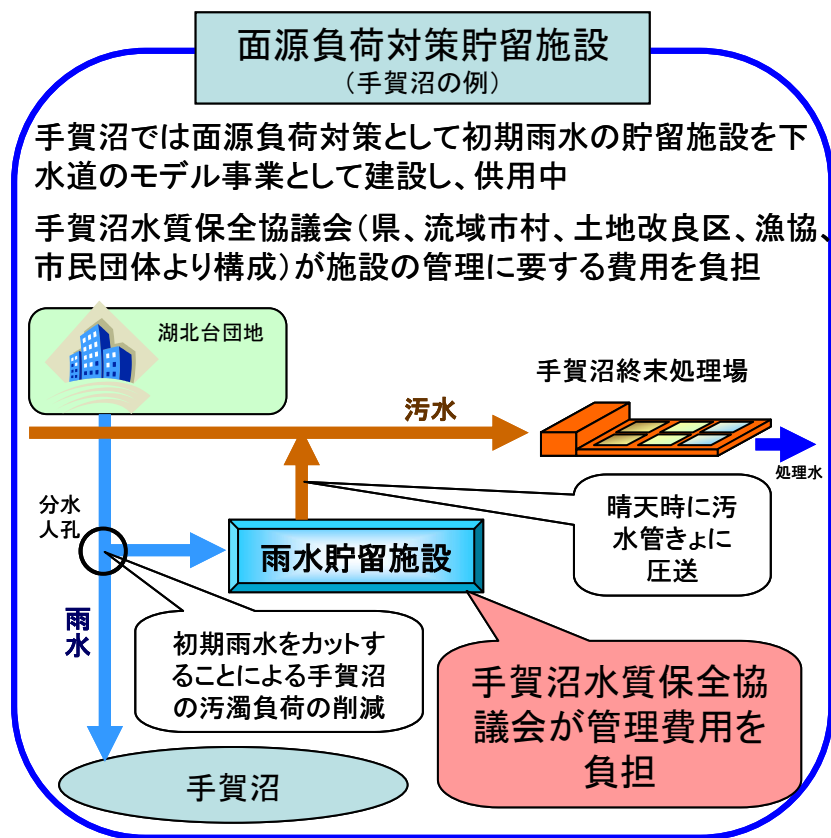 面源負荷対策貯留施設
(手賀沼の例)
手賀沼では面源負荷対策として初期雨水の貯留施設を下
水道のモデル事業として建設し、供用中
手賀沼水質保全協議会(県、流域市村、土地改良区、漁協、
市民団体より構成)が施設の管理に要する費用を負担
湖北台団地
手賀沼終末処理場
汚水
処理水
分水
人孔
晴天時に汚
水管きょに
圧送
雨水貯留施設
雨
水
初期雨水をカットす
ることによる手賀沼
の汚濁負荷の削減
手賀沼水質保全協
議会が管理費用を
負担
手賀沼